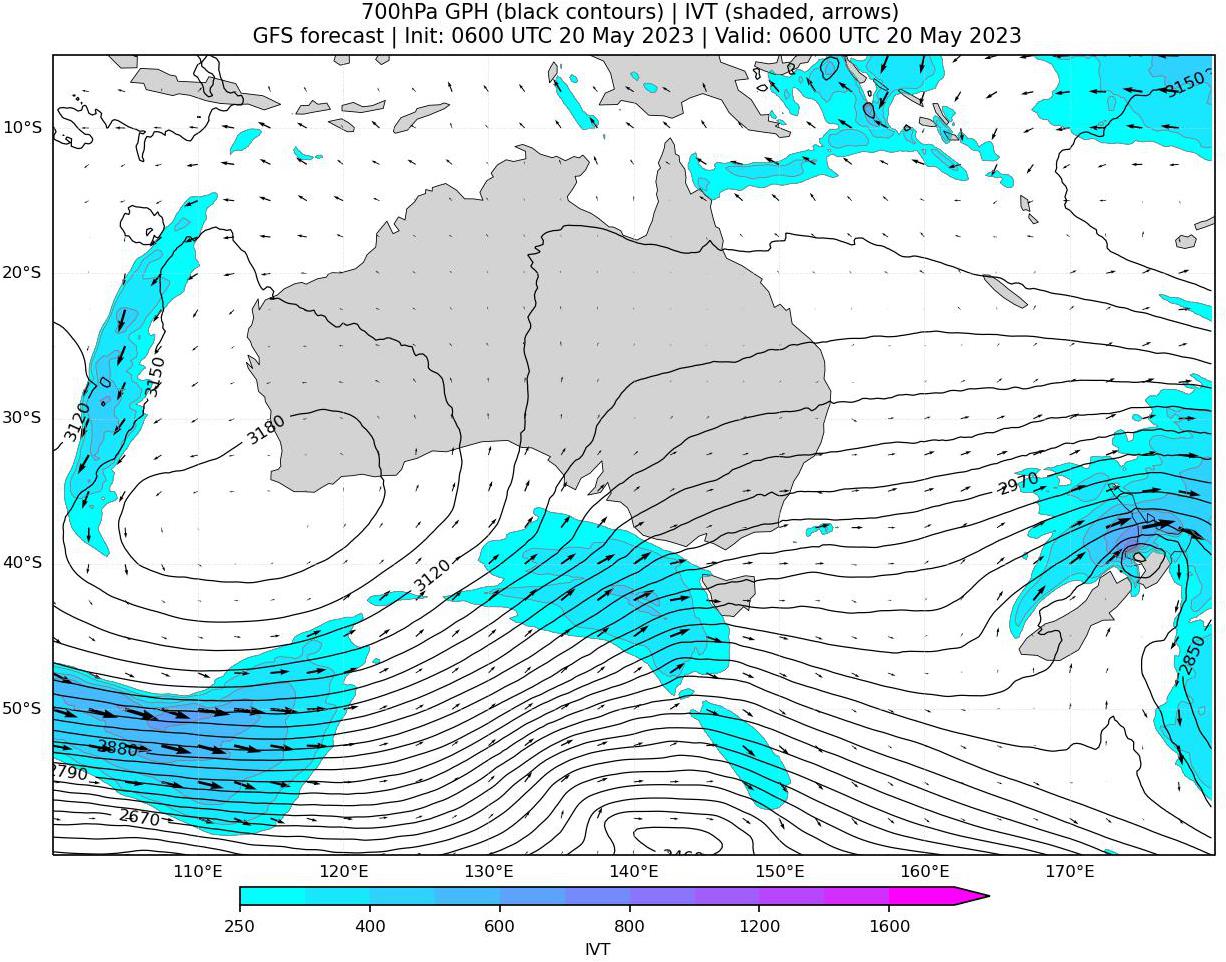 700hPa GPH (black contours) | IVT (shaded, arrows)
GFS forecast | Init: 0600 UTC 20 May 2023 | Valid: 0600 UTC 20 May 2023
3150
10°S
20°S
3150
3120
30°S
3180
2970
40°S
3120
2850
50°S
2880
2790
2670
110°E 120°E 130°E 140°E 150°E 160°E 170°E
250 400 600 800 1200 1600
IVT